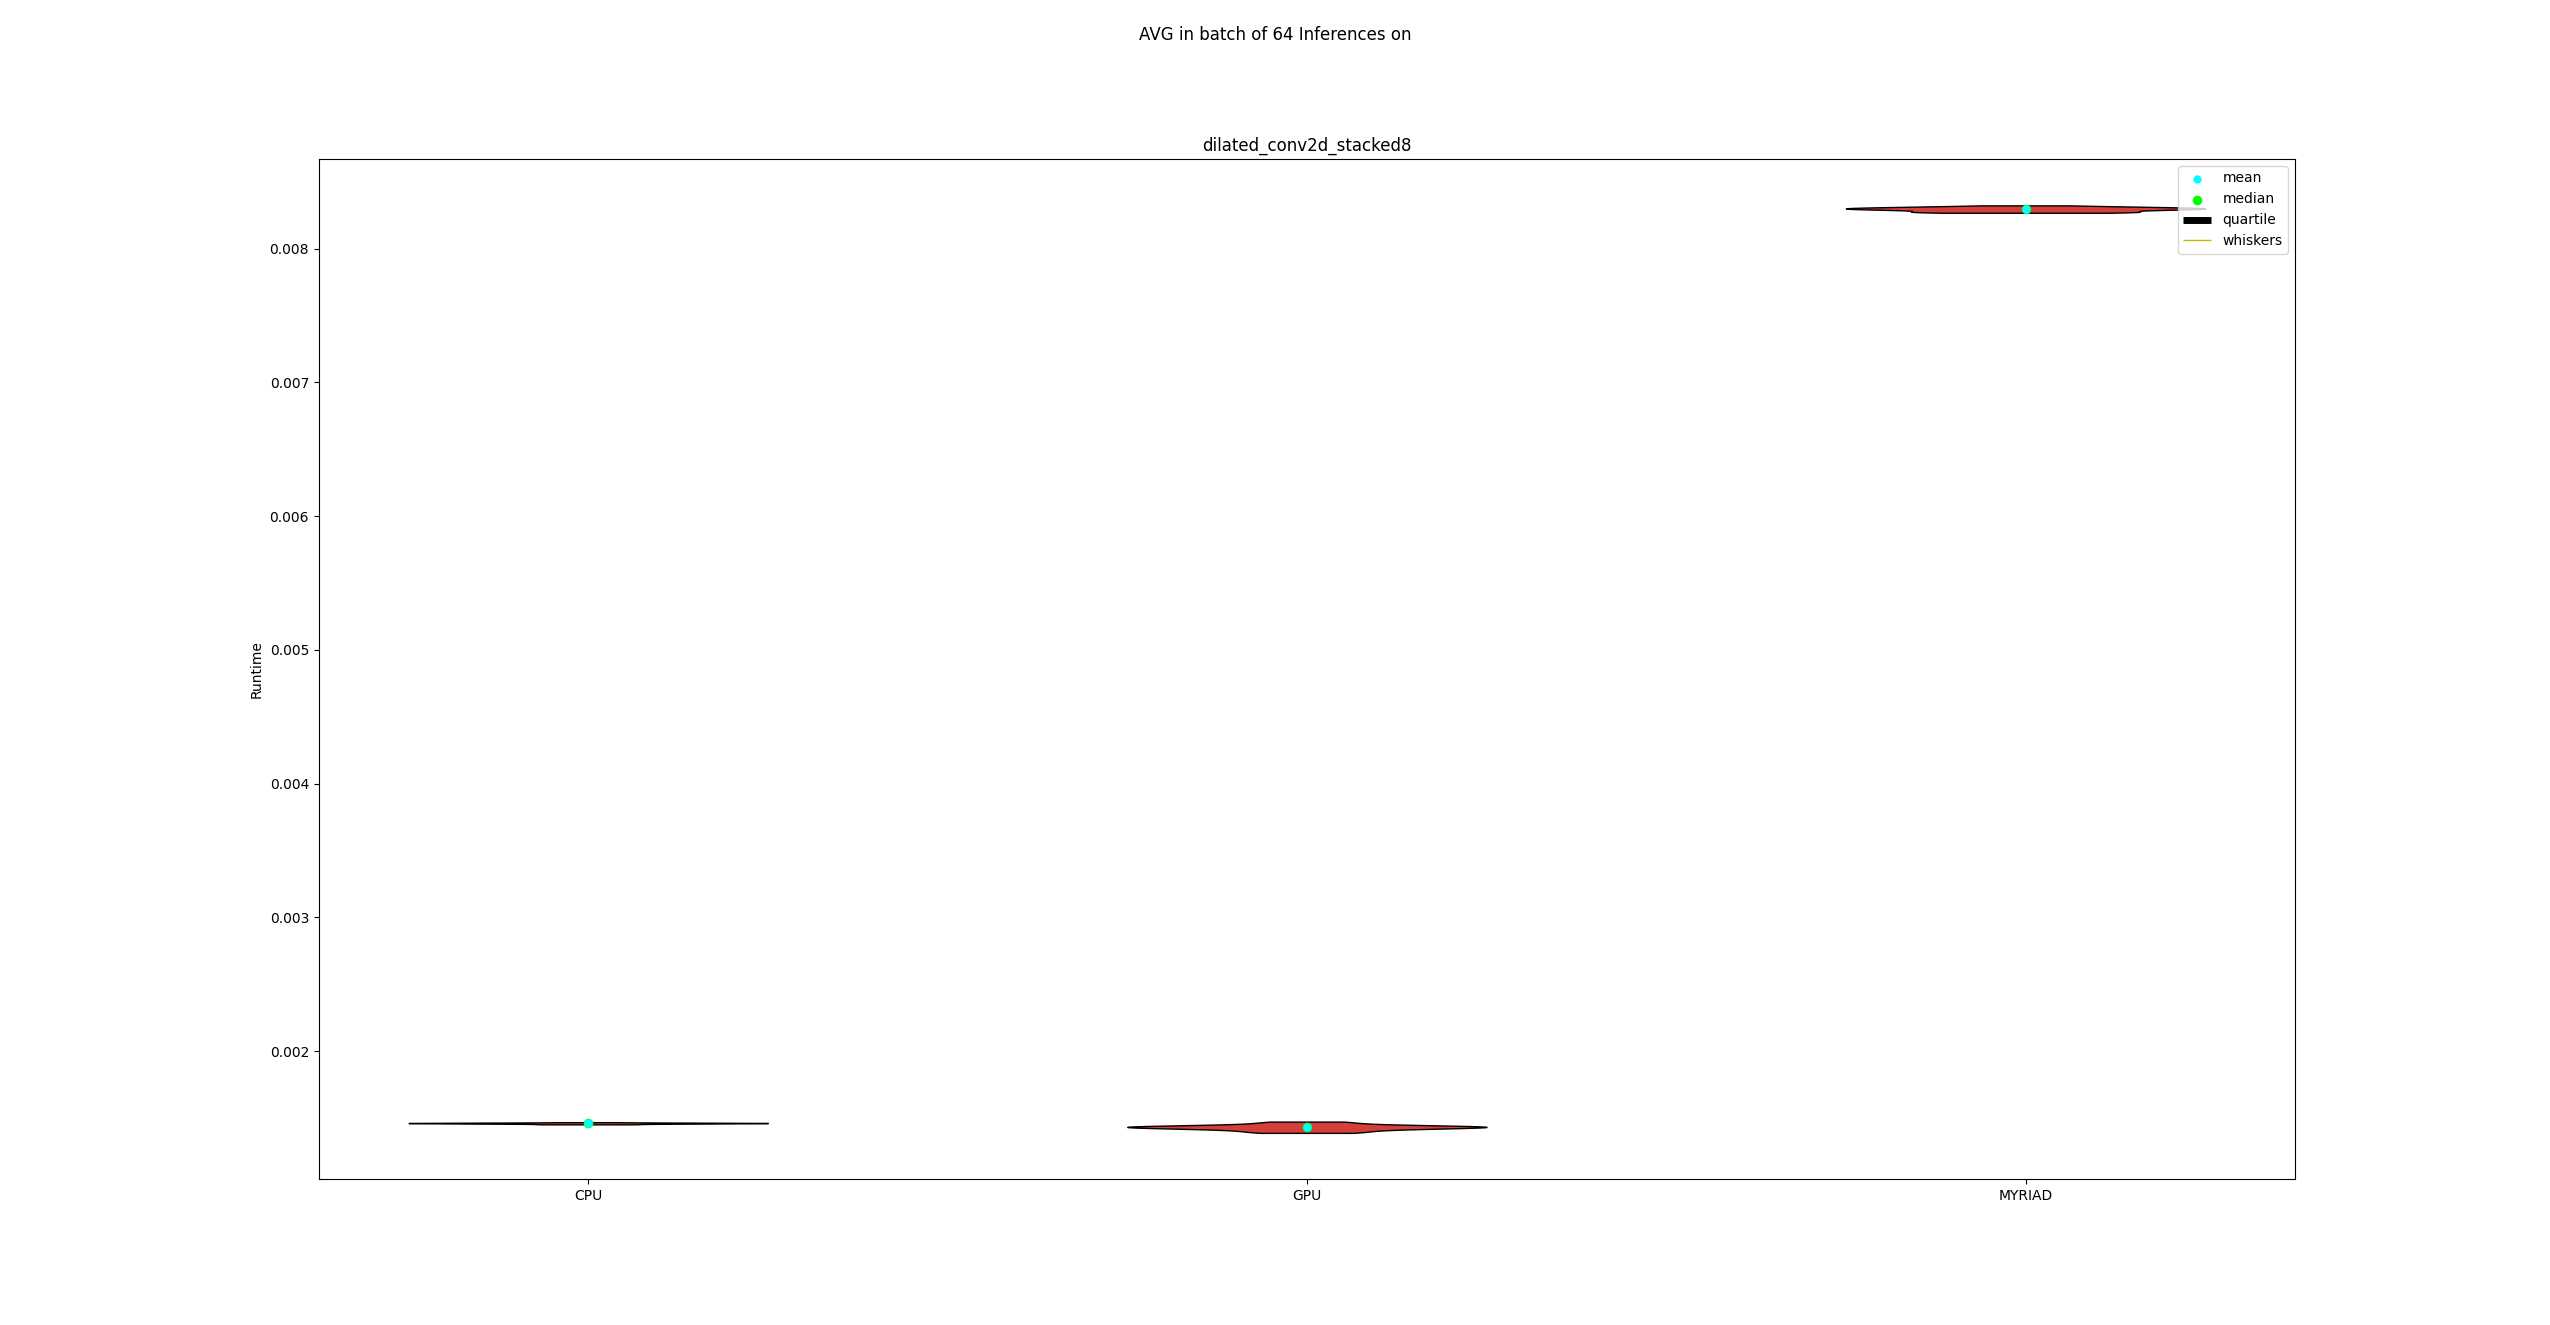 AVG in batch of 64 Inferences on
dilated_conv2d_stacked8
mean
median
quartile
whiskers
0.008
0.007
0.006
0.005
0.004
0.003
0.002
Runtime
CPU
GPU
MYRIAD